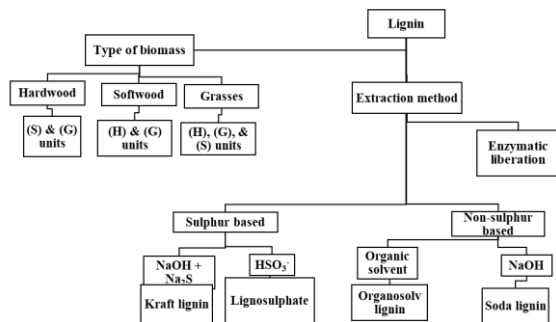 Lignin
Type of biomass
Hardwood
Softwood
Grasses
(S) & (G)
units
(H) & (G)
units
(H), (G), &
(S) units
Extraction method
Enzymatic
liberation
Sulphur based
Non-sulphur
based
NaOH +
Na₂S
HSO₃⁻
Organic
solvent
NaOH
Kraft lignin
Lignosulphate
Organosolv
lignin
Soda lignin